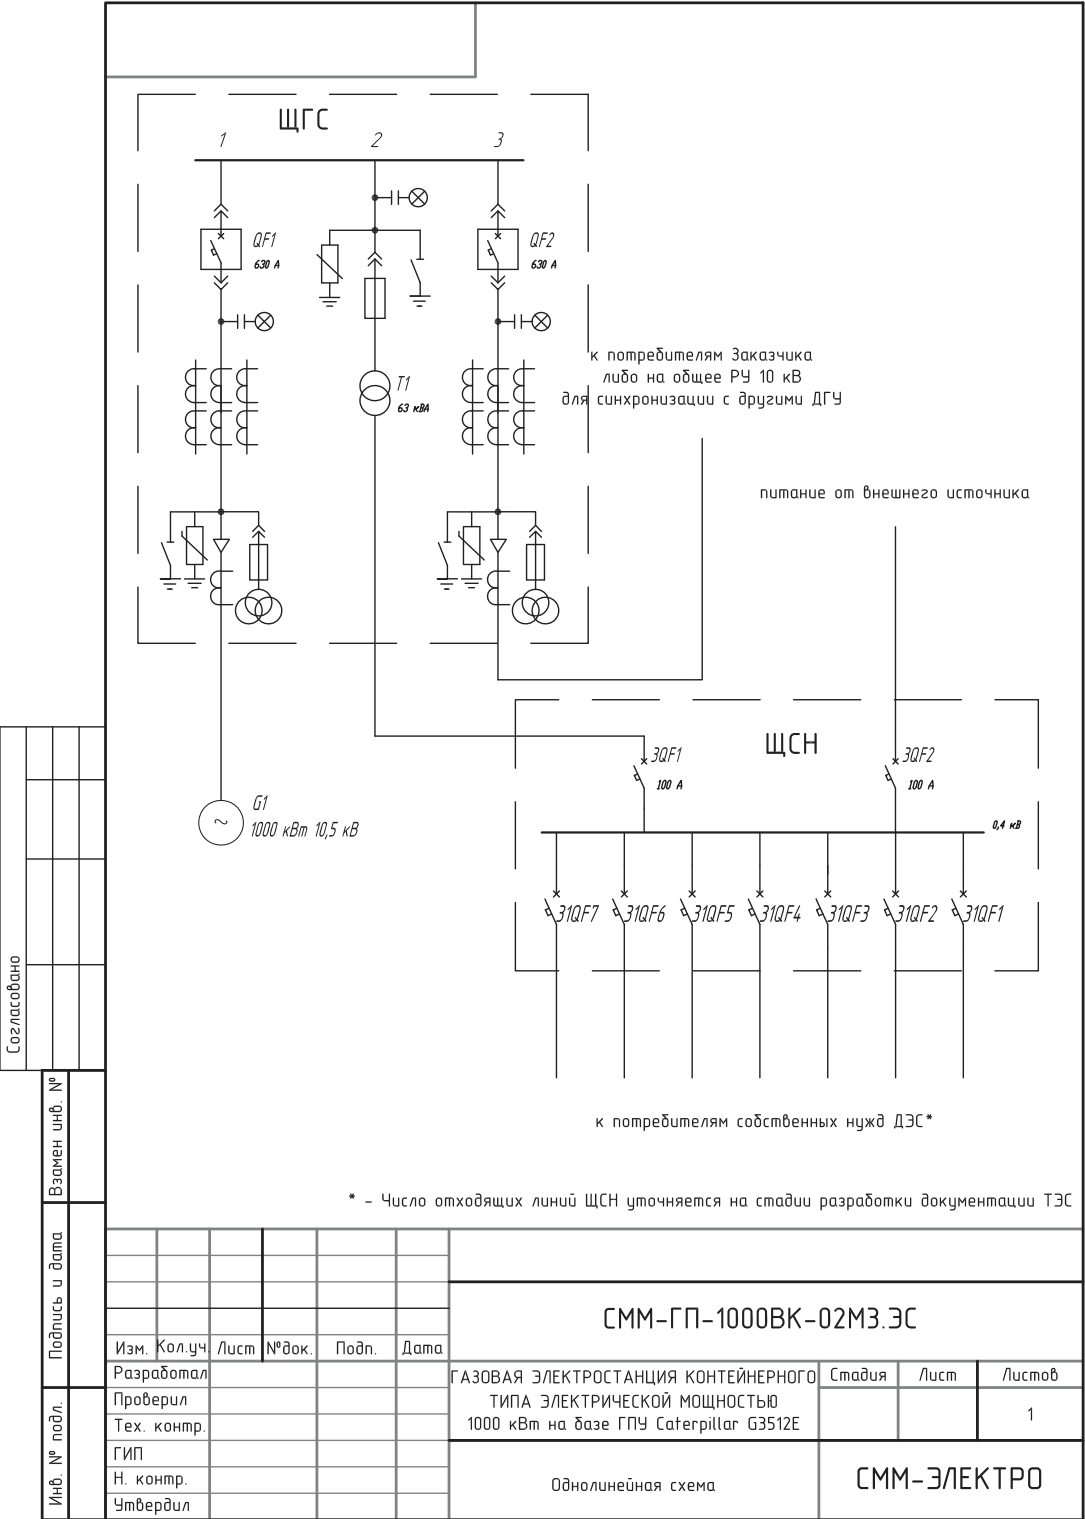 ЩГС
1 2 3
QF1
630 А
QF2
630 А
Т1
63 кВА
к потребителям Заказчика
либо на общее РУ 10 кВ
для синхронизации с другими ДГУ
питание от внешнего источника
ЩСН
3QF1
100 А
3QF2
100 А
G1
1000 кВт 10,5 кВ
~
0,4 кВ
31QF7 31QF6 31QF5 31QF4 31QF3 31QF2 31QF1
к потребителям собственных нужд ДЭС*
* - Число отходящих линий ЩСН уточняется на стадии разработки документации ТЭС
Согласовано
Взамен инв. №
Подпись и дата
Инв. № подл.
СММ-ГП-1000ВК-02М3.ЭС
Изм. Кол.уч. Лист №док. Подп. Дата
Разработал
Проверил
Тех. контр.
ГИП
Н. контр.
Утвердил
ГАЗОВАЯ ЭЛЕКТРОСТАНЦИЯ КОНТЕЙНЕРНОГО
ТИПА ЭЛЕКТРИЧЕСКОЙ МОЩНОСТЬЮ
1000 кВт на базе ГПУ Caterpillar G3512E
Стадия Лист Листов
1
Однолинейная схема
СММ-ЭЛЕКТРО